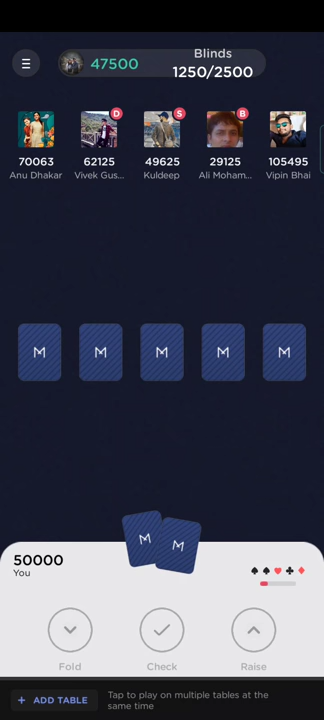 Blinds
47500
1250/2500
D
S
B
70063
62125
49625
29125
105495
Anu Dhakar
Vivek Gus...
Kuldeep
Ali Moham...
Vipin Bhai
M M M M M
M M
50000
You
Fold
Check
Raise
+ ADD TABLE
Tap to play on multiple tables at the
same time